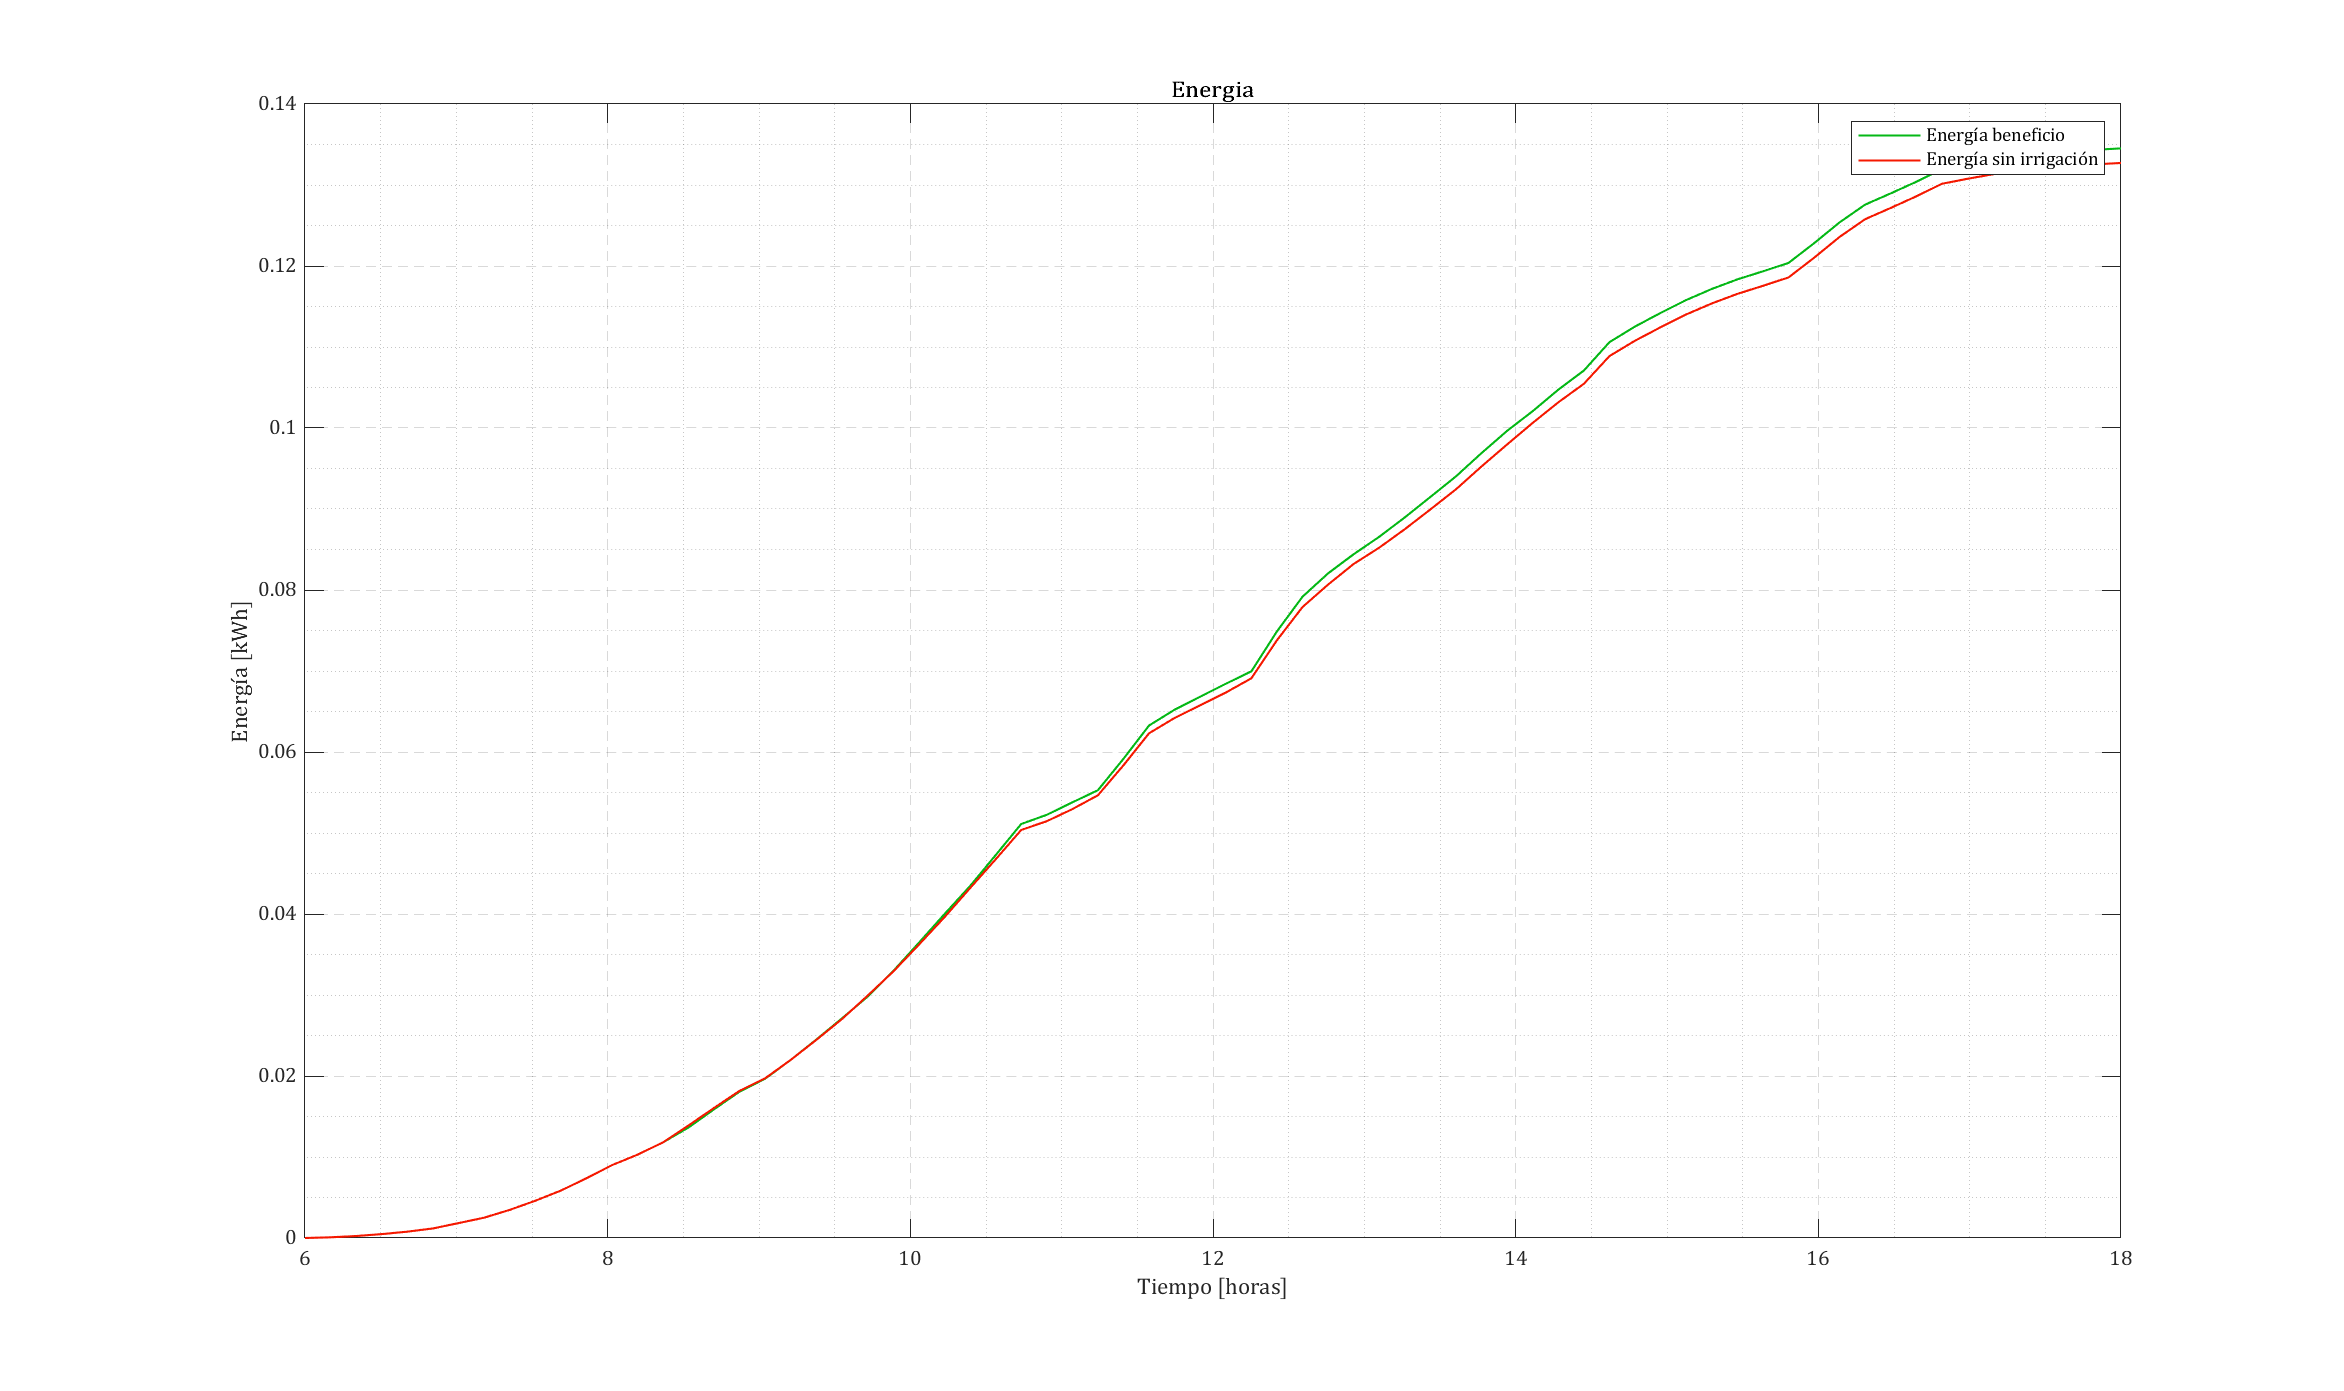 Energia
0.14
0.12
0.1
0.08
0.06
0.04
0.02
0
Energía [kWh]
Energía beneficio
Energía sin irrigación
6 8 10 12 14 16 18
Tiempo [horas]